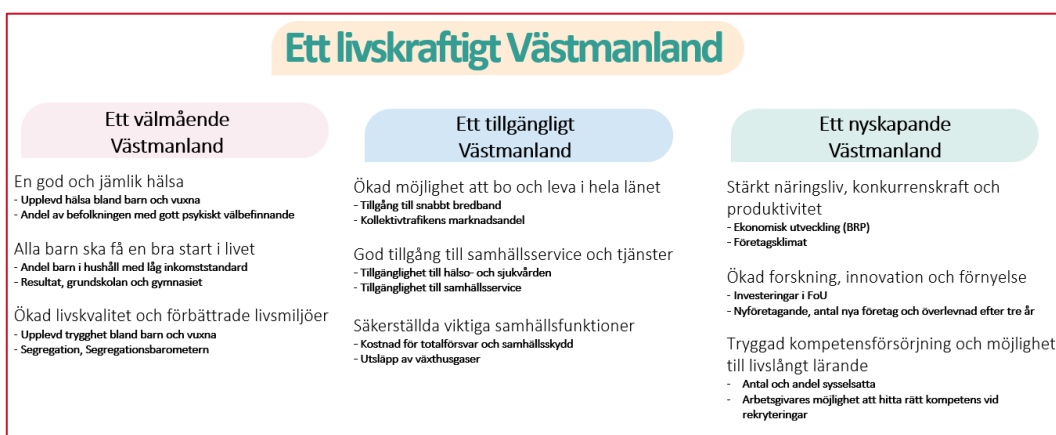 Ett livskraftigt Västmanland
Ett välmående
Västmanland
En god och jämlik hälsa
- Upplevd hälsa bland barn och vuxna
- Andel av befolkningen med gott psykiskt välbefinnande
Alla barn ska få en bra start i livet
- Andel barn i hushåll med låg inkomststandard
- Resultat, grundskolan och gymnasiet
Ökad livskvalitet och förbättrade livsmiljöer
- Upplevd trygghet bland barn och vuxna
- Segregation, Segregationsbarometern
Ett tillgängligt
Västmanland
Ökad möjlighet att bo och leva i hela länet
- Tillgång till snabbt bredband
- Kollektivtrafikens marknadsandel
God tillgång till samhällsservice och tjänster
- Tillgänglighet till hälso- och sjukvården
- Tillgänglighet till samhällsservice
Säkerställda viktiga samhällsfunktioner
- Kostnad för totalförsvar och samhällsskydd
- Utsläpp av växthusgaser
Ett nyskapande
Västmanland
Stärkt näringsliv, konkurrenskraft och
produktivitet
- Ekonomisk utveckling (BRP)
- Företagsklimat
Ökad forskning, innovation och förnyelse
- Investeringar i FoU
- Nyföretagande, antal nya företag och överlevnad efter tre år
Tryggad kompetensförsörjning och möjlighet
till livslångt lärande
- Antal och andel sysselsatta
- Arbetsgivares möjlighet att hitta rätt kompetens vid
rekryteringar